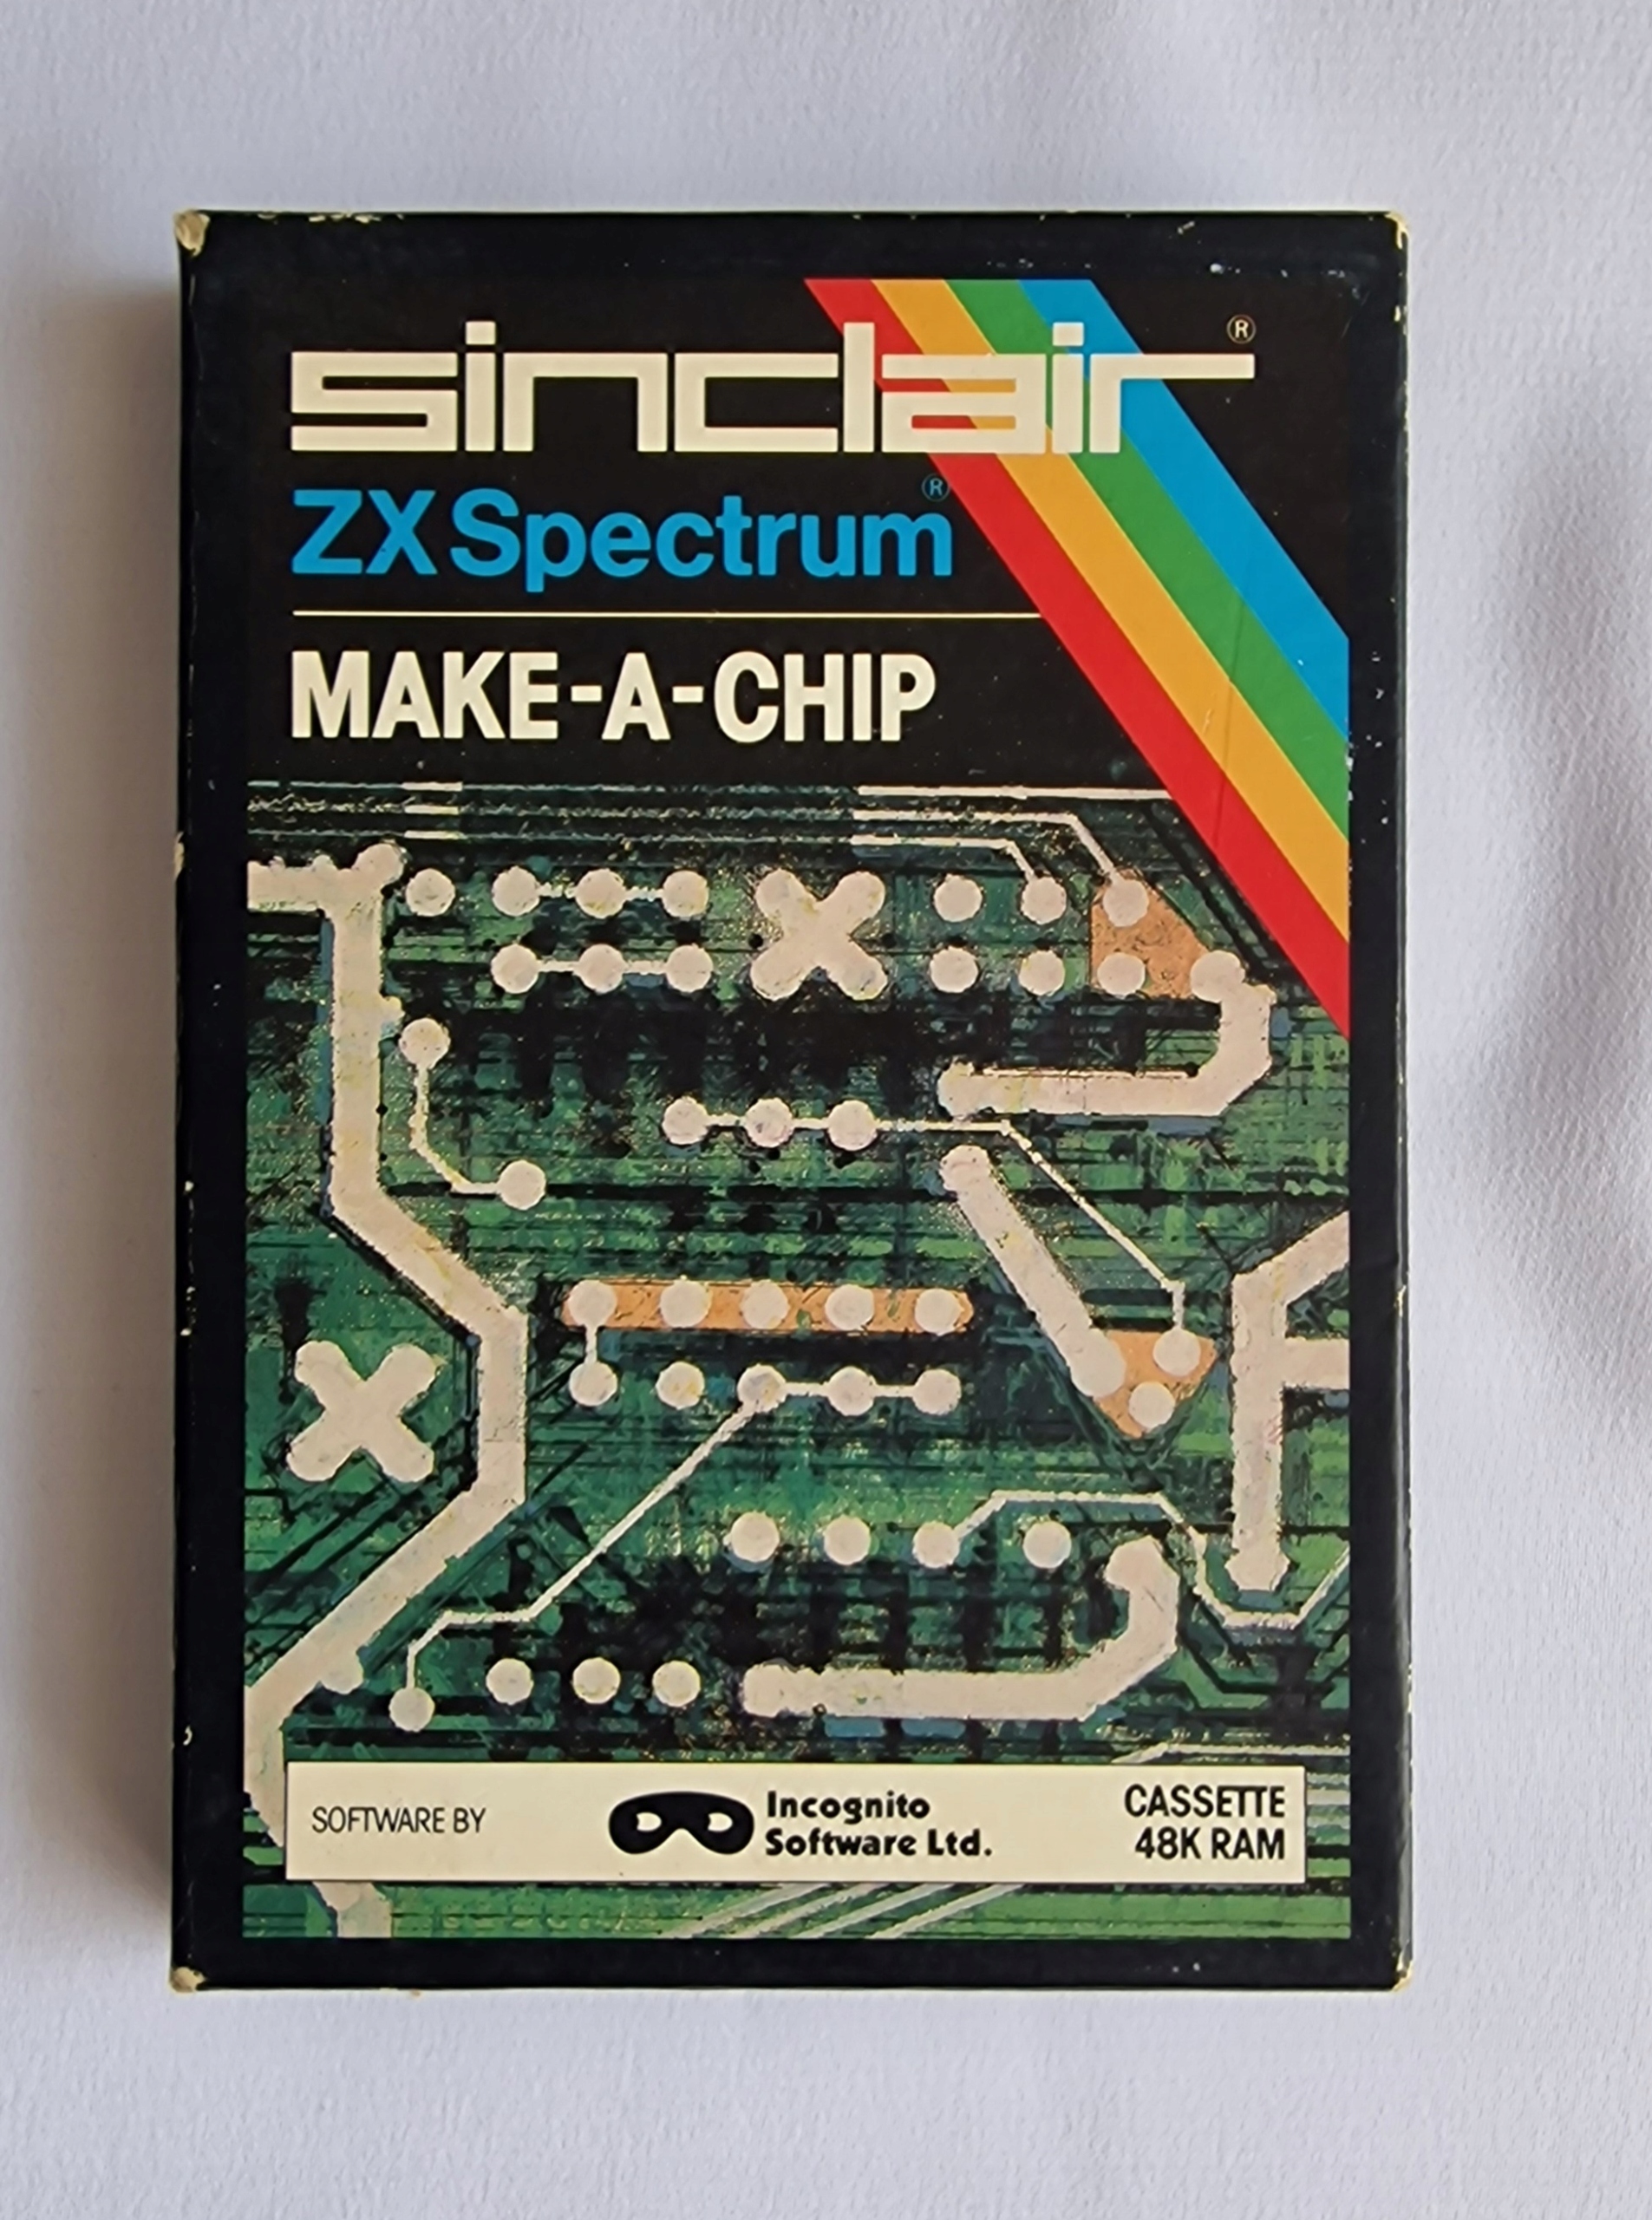 sinclair®
ZX Spectrum®
MAKE-A-CHIP
SOFTWARE BY
Incognito
Software Ltd.
CASSETTE
48K RAM